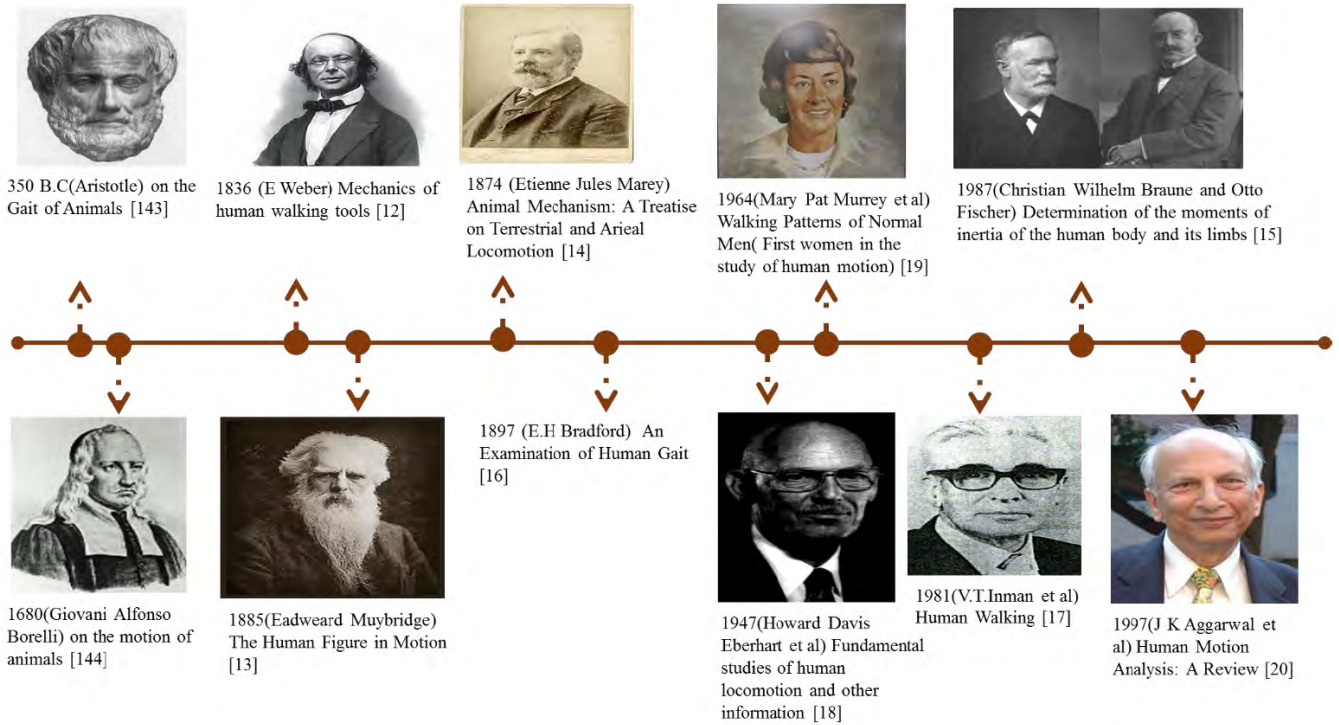 350 B.C(Aristotle) on the
Gait of Animals [143]
1836 (E Weber) Mechanics of
human walking tools [12]
1874 (Etienne Jules Marey)
Animal Mechanism: A Treatise
on Terrestrial and Arieal
Locomotion [14]
1964(Mary Pat Murrey et al)
Walking Patterns of Normal
Men( First women in the
study of human motion) [19]
1987(Christian Wilhelm Braune and Otto
Fischer) Determination of the moments of
inertia of the human body and its limbs [15]
1680(Giovani Alfonso
Borelli) on the motion of
animals [144]
1885(Eadweard Muybridge)
The Human Figure in Motion
[13]
1897 (E.H Bradford) An
Examination of Human Gait
[16]
1947(Howard Davis
Eberhart et al) Fundamental
studies of human
locomotion and other
information [18]
1981(V.T.Inman et al)
Human Walking [17]
1997(J K Aggarwal et
al) Human Motion
Analysis: A Review [20]